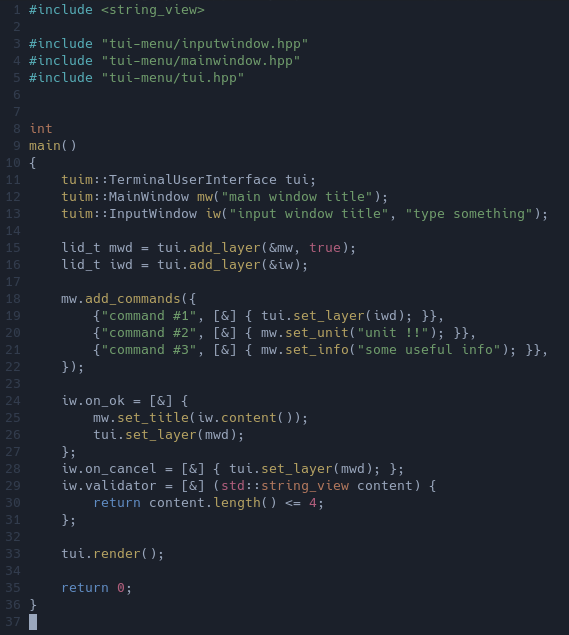 1 #include <string_view>
2
3 #include "tui-menu/inputwindow.hpp"
4 #include "tui-menu/mainwindow.hpp"
5 #include "tui-menu/tui.hpp"
6
7
8 int
9 main()
10 {
11     tuim::TerminalUserInterface tui;
12     tuim::MainWindow mw("main window title");
13     tuim::InputWindow iw("input window title", "type something");
14
15     lid_t mwd = tui.add_layer(&mw, true);
16     lid_t iwd = tui.add_layer(&iw);
17
18     mw.add_commands({
19         {"command #1", [&] { tui.set_layer(iwd); }},
20         {"command #2", [&] { mw.set_unit("unit !!"); }},
21         {"command #3", [&] { mw.set_info("some useful info"); }},
22     });
23
24     iw.on_ok = [&] {
25         mw.set_title(iw.content());
26         tui.set_layer(mwd);
27     };
28     iw.on_cancel = [&] { tui.set_layer(mwd); };
29     iw.validator = [&] (std::string_view content) {
30         return content.length() <= 4;
31     };
32
33     tui.render();
34
35     return 0;
36 }
37